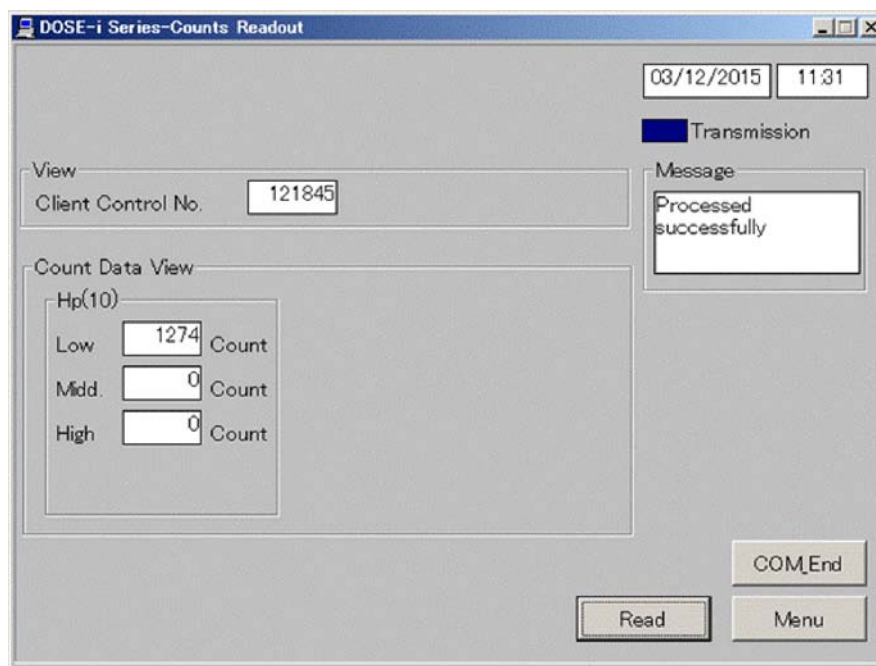 DOSE-i Series-Counts Readout
03/12/2015 11:31
Transmission
View
Client Control No. 121845
Message
Processed
successfully
Count Data View
Hp(10)
Low 1274 Count
Midd. 0 Count
High 0 Count
COM_End
Read Menu